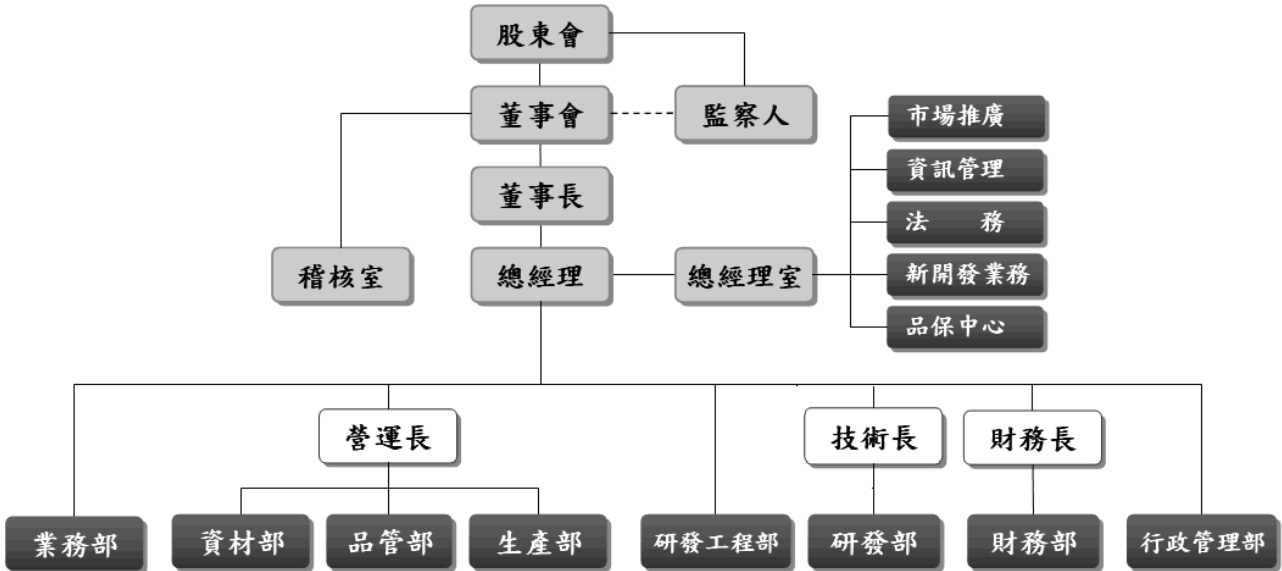 股東會
董事會
監察人
市場推廣
資訊管理
董事長
法　　務
稽核室
總經理
總經理室
新開發業務
品保中心
營運長
技術長
財務長
業務部
資材部
品管部
生產部
研發工程部
研發部
財務部
行政管理部